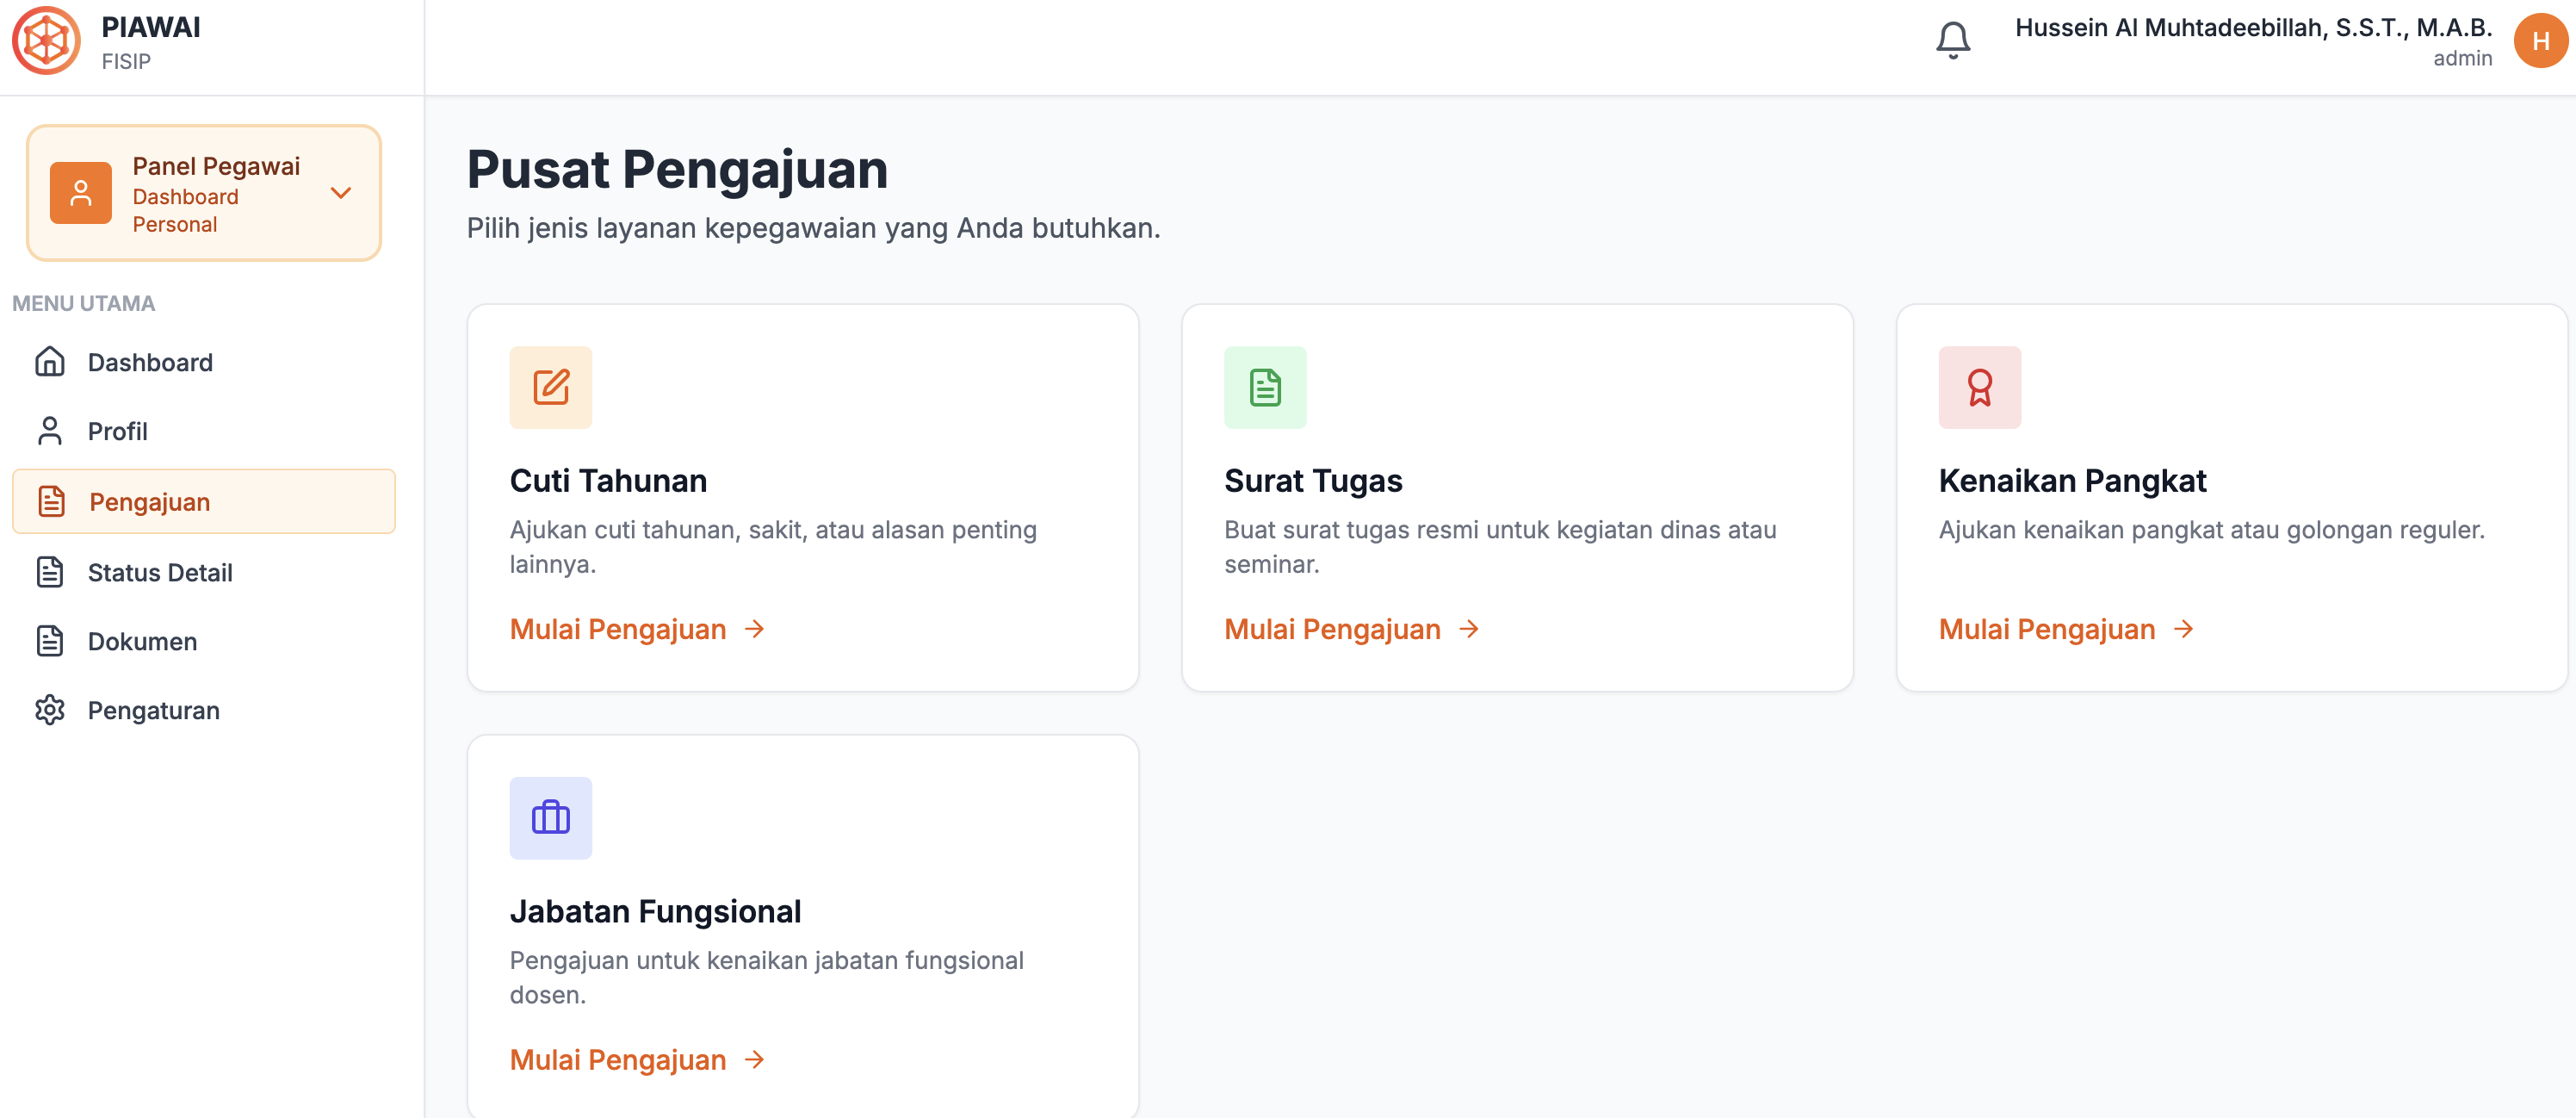 PIAWAI
FISIP
Hussein Al Muhtadeebillah, S.S.T., M.A.B.
admin
H
Panel Pegawai
Dashboard
Personal
MENU UTAMA
Dashboard
Profil
Pengajuan
Status Detail
Dokumen
Pengaturan
Pusat Pengajuan
Pilih jenis layanan kepegawaian yang Anda butuhkan.
Cuti Tahunan
Ajukan cuti tahunan, sakit, atau alasan penting
lainnya.
Mulai Pengajuan
Surat Tugas
Buat surat tugas resmi untuk kegiatan dinas atau
seminar.
Mulai Pengajuan
Kenaikan Pangkat
Ajukan kenaikan pangkat atau golongan reguler.
Mulai Pengajuan
Jabatan Fungsional
Pengajuan untuk kenaikan jabatan fungsional
dosen.
Mulai Pengajuan